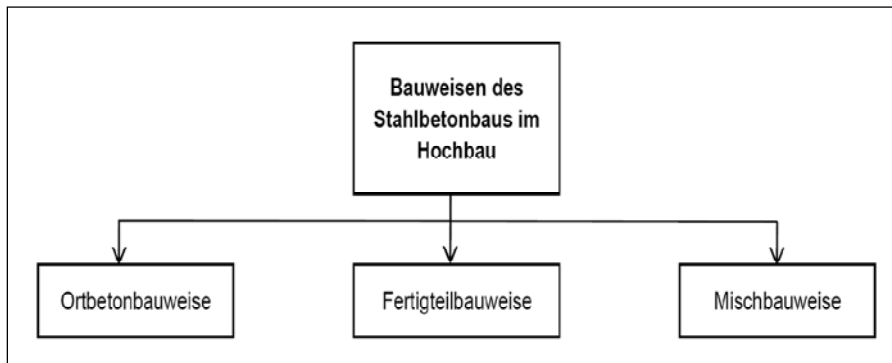 Bauweisen des
Stahlbetonbaus im
Hochbau
Ortbetonbauweise
Fertigteilbauweise
Mischbauweise